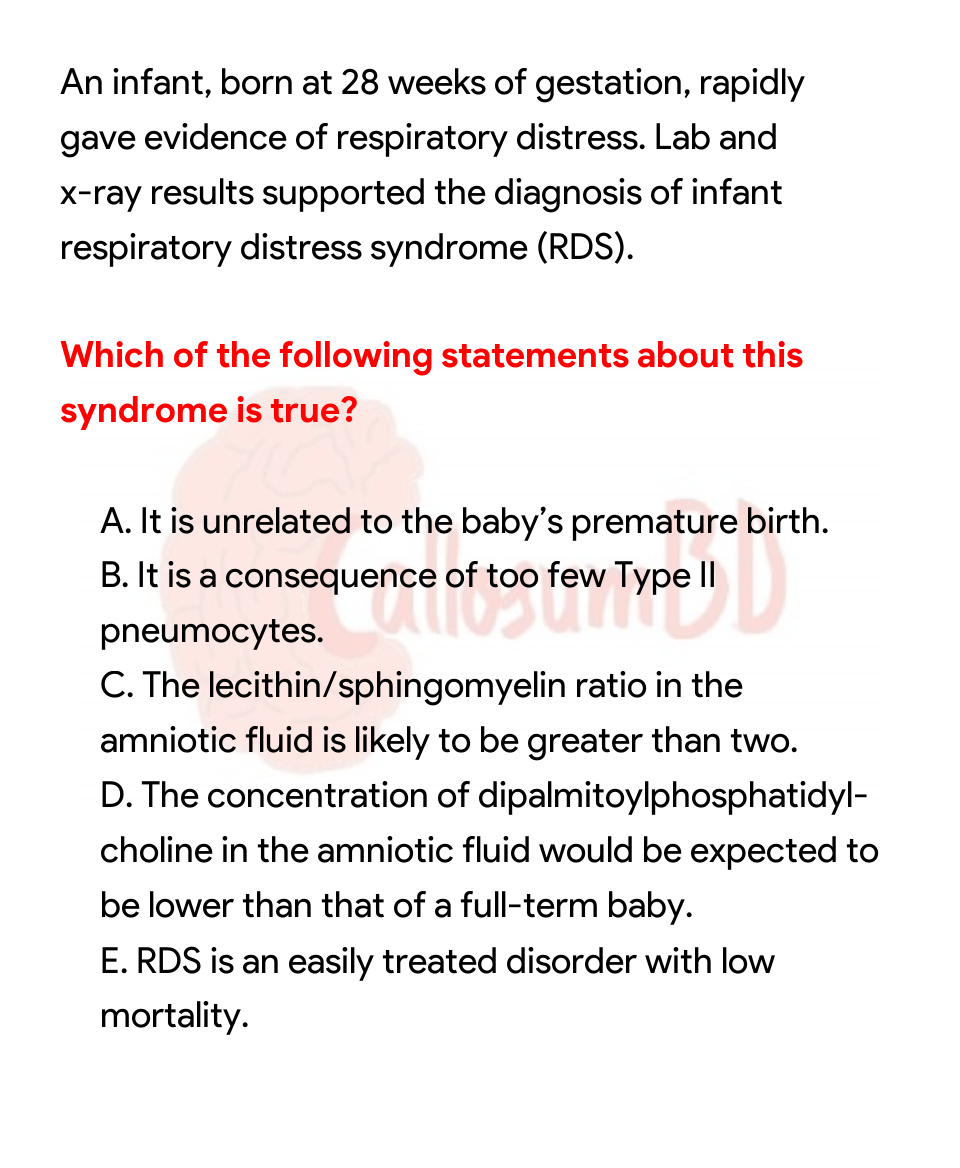 An infant, born at 28 weeks of gestation, rapidly
gave evidence of respiratory distress. Lab and
x-ray results supported the diagnosis of infant
respiratory distress syndrome (RDS).
Which of the following statements about this
syndrome is true?
A. It is unrelated to the baby’s premature birth.
B. It is a consequence of too few Type II
pneumocytes.
C. The lecithin/sphingomyelin ratio in the
amniotic fluid is likely to be greater than two.
D. The concentration of dipalmitoylphosphatidyl-
choline in the amniotic fluid would be expected to
be lower than that of a full-term baby.
E. RDS is an easily treated disorder with low
mortality.
CallosumBD